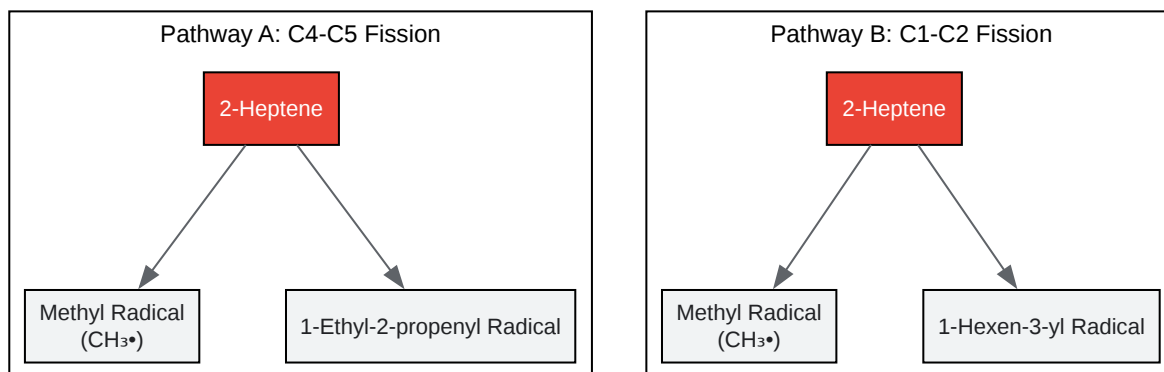 Pathway A: C4-C5 Fission
2-Heptene
Methyl Radical
(CH₃•)
1-Ethyl-2-propenyl Radical
Pathway B: C1-C2 Fission
2-Heptene
Methyl Radical
(CH₃•)
1-Hexen-3-yl Radical